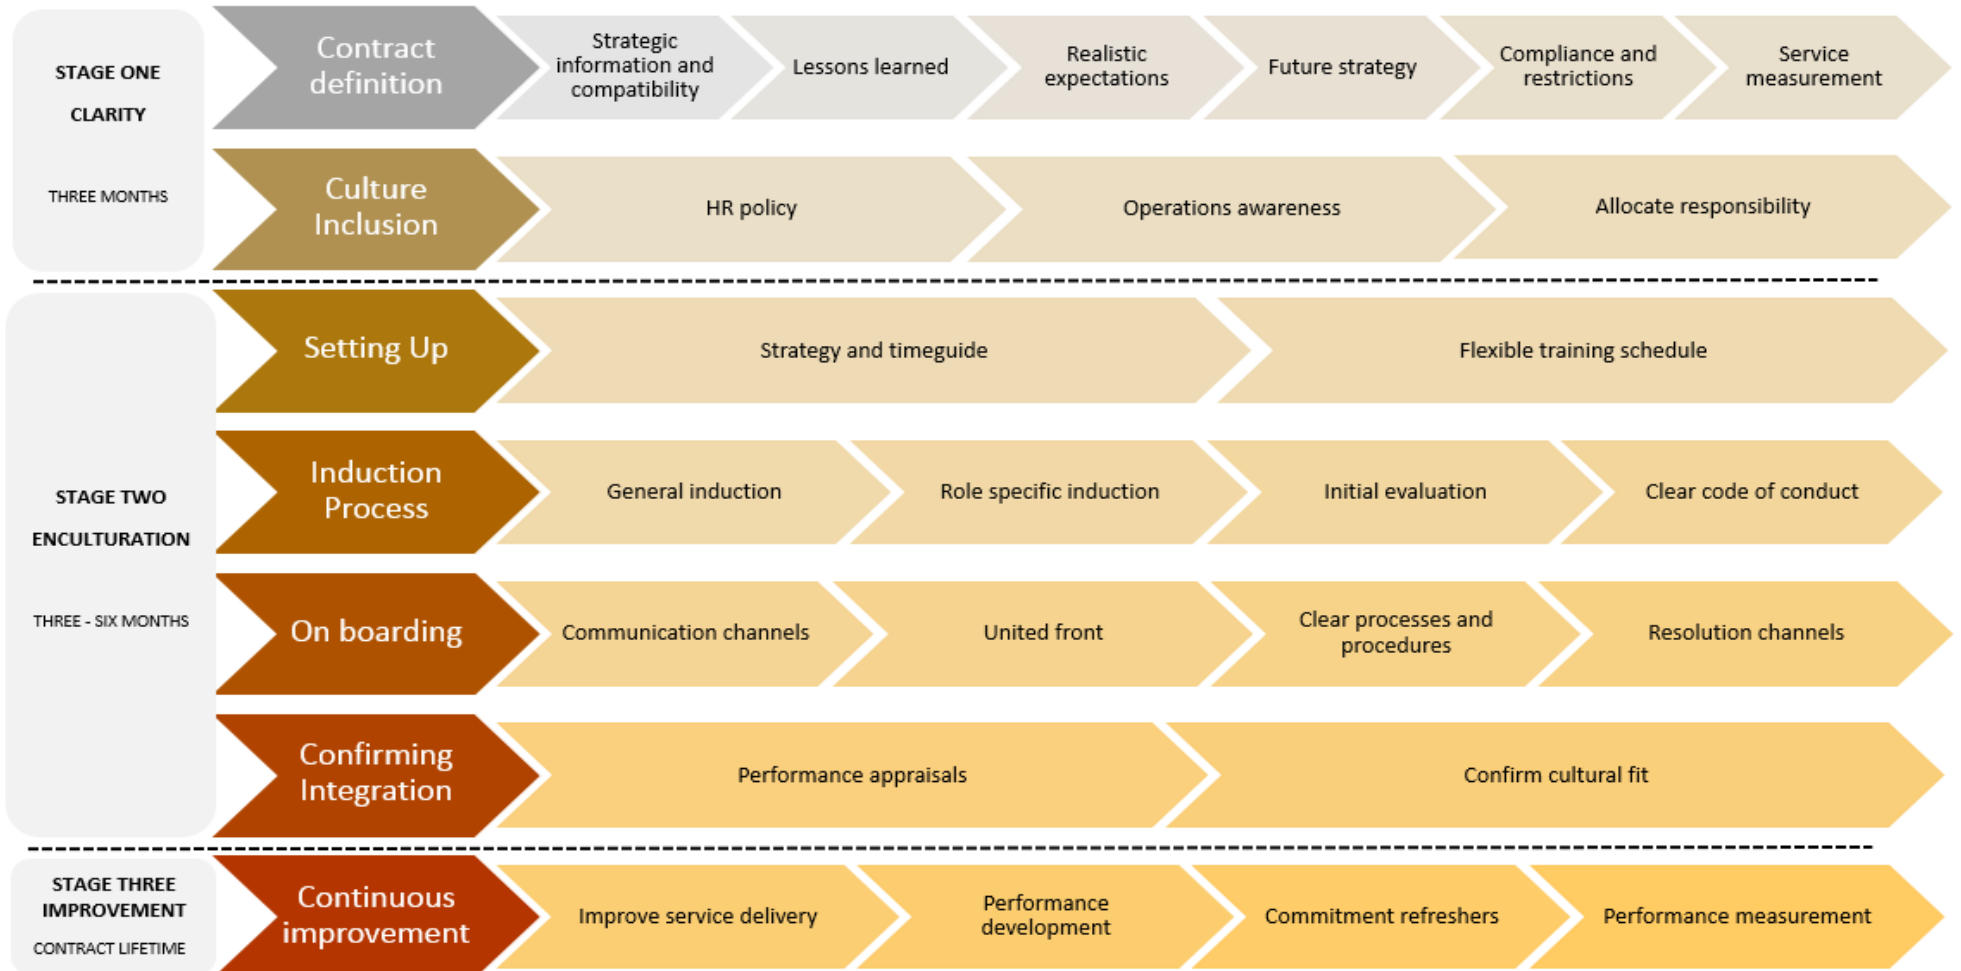 STAGE ONE
CLARITY
THREE MONTHS
Contract
definition
Strategic
information and
compatibility
Lessons learned
Realistic
expectations
Future strategy
Compliance and
restrictions
Service
measurement
Culture
Inclusion
HR policy
Operations awareness
Allocate responsibility
STAGE TWO
ENCULTURATION
THREE - SIX MONTHS
Setting Up
Strategy and timeguide
Flexible training schedule
Induction
Process
General induction
Role specific induction
Initial evaluation
Clear code of conduct
On boarding
Communication channels
United front
Clear processes and
procedures
Resolution channels
Confirming
Integration
Performance appraisals
Confirm cultural fit
STAGE THREE
IMPROVEMENT
CONTRACT LIFETIME
Continuous
improvement
Improve service delivery
Performance
development
Commitment refreshers
Performance measurement